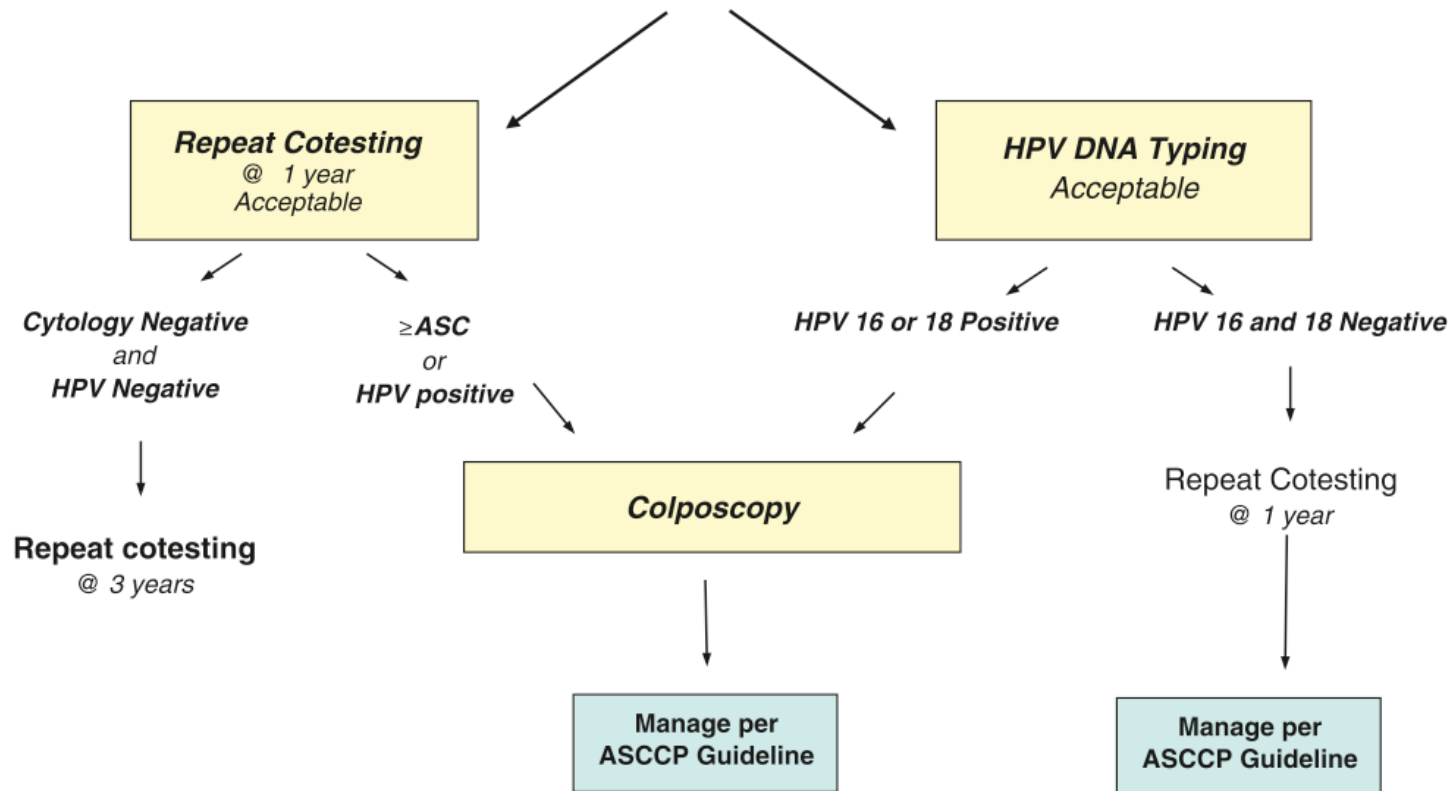 Repeat Cotesting
@ 1 year
Acceptable
HPV DNA Typing
Acceptable
Cytology Negative
and
HPV Negative
≥ASC
or
HPV positive
HPV 16 or 18 Positive
HPV 16 and 18 Negative
Repeat cotesting
@ 3 years
Colposcopy
Repeat Cotesting
@ 1 year
Manage per
ASCCP Guideline
Manage per
ASCCP Guideline